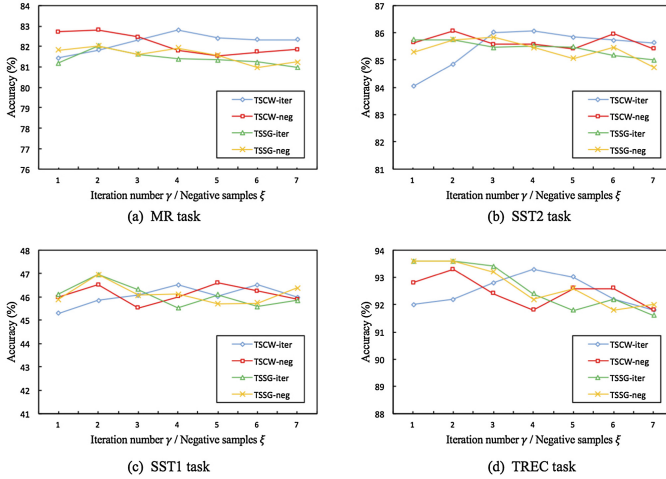 84
83
82
81
80
79
78
77
76
Accuracy (%)
TSCW-iter
TSCW-neg
TSSG-iter
TSSG-neg
1 2 3 4 5 6 7
Iteration number γ / Negative samples ξ
(a) MR task
87
86
85
84
83
82
81
Accuracy (%)
TSCW-iter
TSCW-neg
TSSG-iter
TSSG-neg
1 2 3 4 5 6 7
Iteration number γ / Negative samples ξ
(b) SST2 task
48
47
46
45
44
43
42
41
Accuracy (%)
TSCW-iter
TSCW-neg
TSSG-iter
TSSG-neg
1 2 3 4 5 6 7
Iteration number γ / Negative samples ξ
(c) SST1 task
94
93
92
91
90
89
88
Accuracy (%)
TSCW-iter
TSCW-neg
TSSG-iter
TSSG-neg
1 2 3 4 5 6 7
Iteration number γ / Negative samples ξ
(d) TREC task